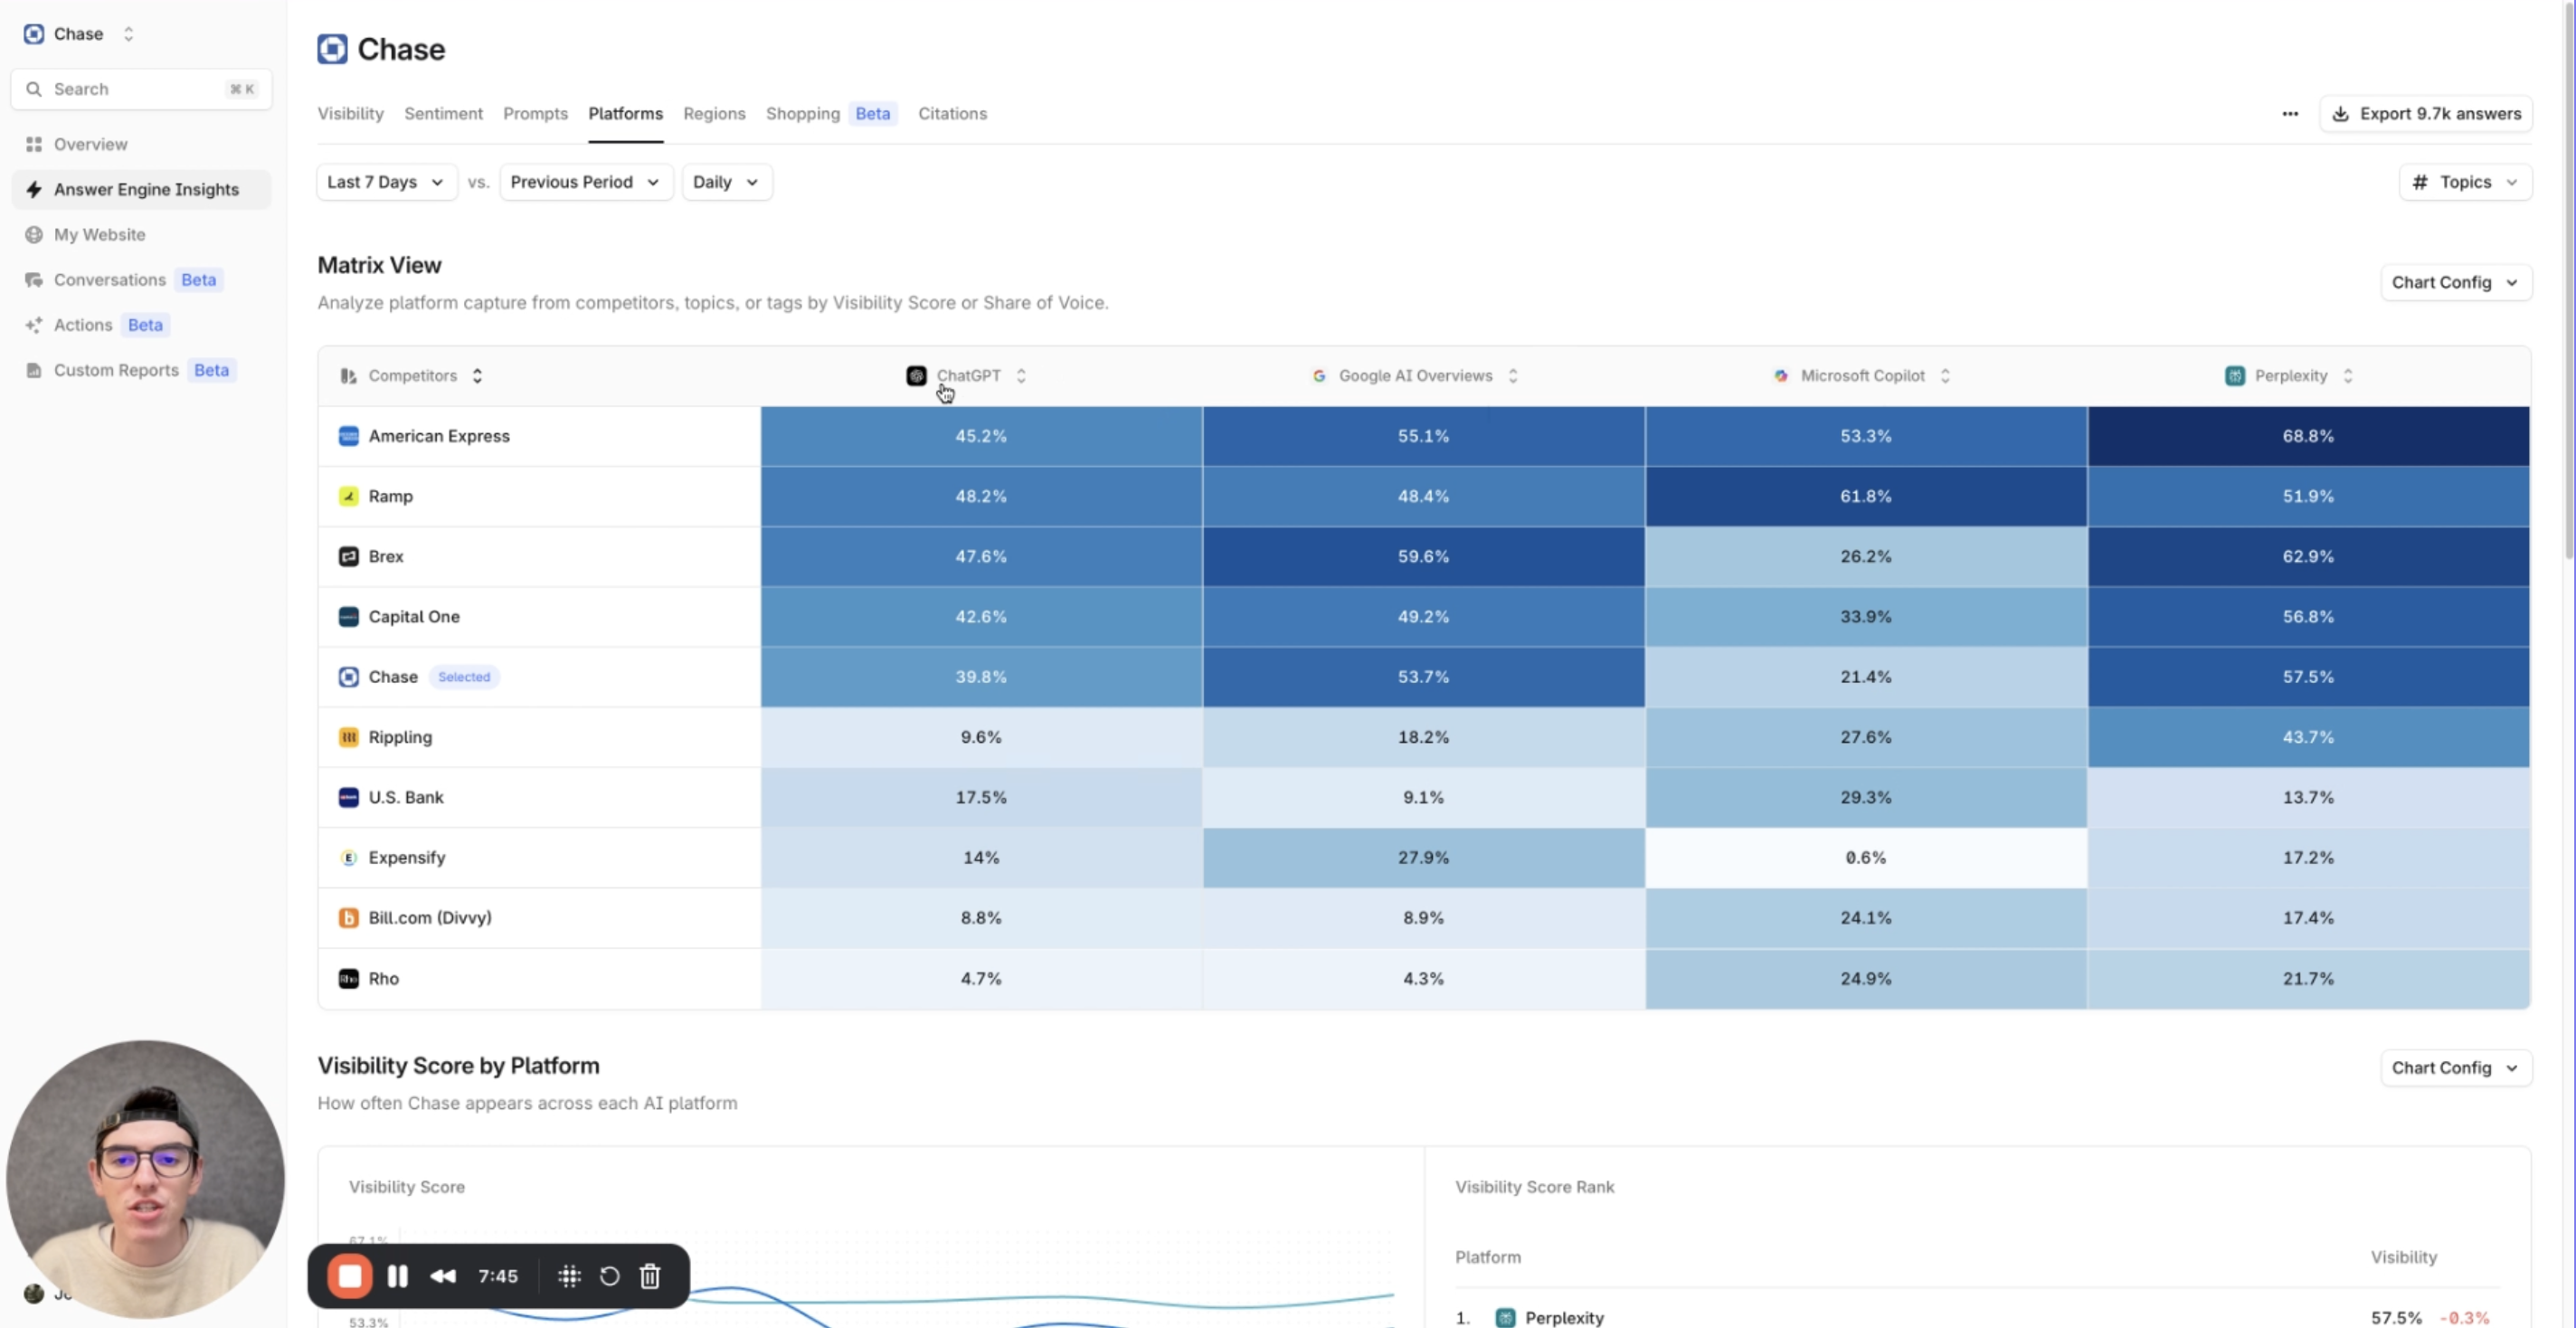 Chase
Search ⌘ K
Overview
Answer Engine Insights
My Website
Conversations Beta
Actions Beta
Custom Reports Beta
Chase
Visibility Sentiment Prompts Platforms Regions Shopping Beta Citations
Export 9.7k answers
Last 7 Days vs. Previous Period Daily
# Topics
Matrix View
Analyze platform capture from competitors, topics, or tags by Visibility Score or Share of Voice.
Chart Config
Competitors ChatGPT Google AI Overviews Microsoft Copilot Perplexity
American Express 45.2% 55.1% 53.3% 68.8%
Ramp 48.2% 48.4% 61.8% 51.9%
Brex 47.6% 59.6% 26.2% 62.9%
Capital One 42.6% 49.2% 33.9% 56.8%
Chase Selected 39.8% 53.7% 21.4% 57.5%
Rippling 9.6% 18.2% 27.6% 43.7%
U.S. Bank 17.5% 9.1% 29.3% 13.7%
Expensify 14% 27.9% 0.6% 17.2%
Bill.com (Divvy) 8.8% 8.9% 24.1% 17.4%
Rho 4.7% 4.3% 24.9% 21.7%
Visibility Score by Platform
How often Chase appears across each AI platform
Chart Config
Visibility Score
67.1%
53.3%
7:45
Visibility Score Rank
Platform Visibility
1. Perplexity 57.5% -0.3%